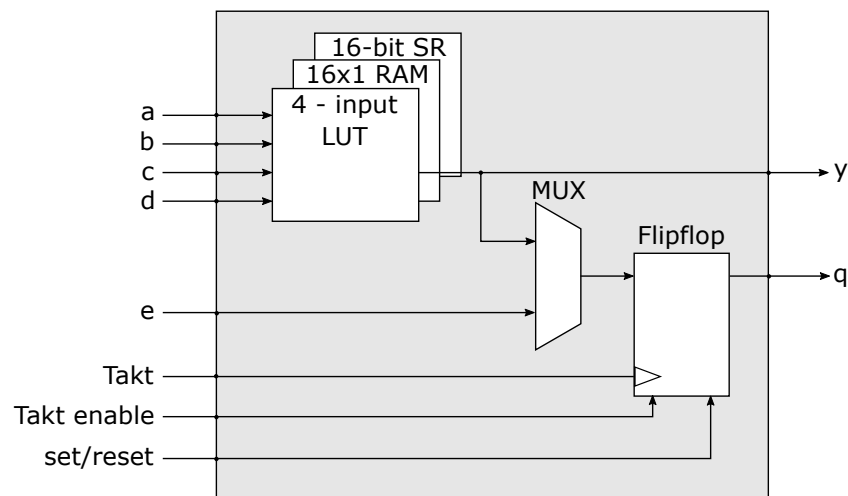 16-bit SR
16x1 RAM
4 - input
LUT
a
b
c
d
y
MUX
Flipflop
q
e
Takt
Takt enable
set/reset